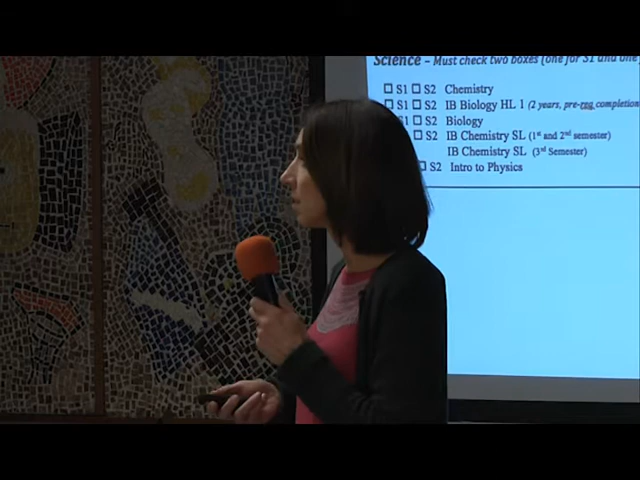 Science – Must check two boxes (one for S1 and one
☐ S1 ☐ S2 Chemistry
☐ S1 ☐ S2 IB Biology HL 1 (2 years, pre-req completion
S1 ☐ S2 Biology
☐ S2 IB Chemistry SL (1st and 2nd semester)
IB Chemistry SL (3rd Semester)
☐ S2 Intro to Physics